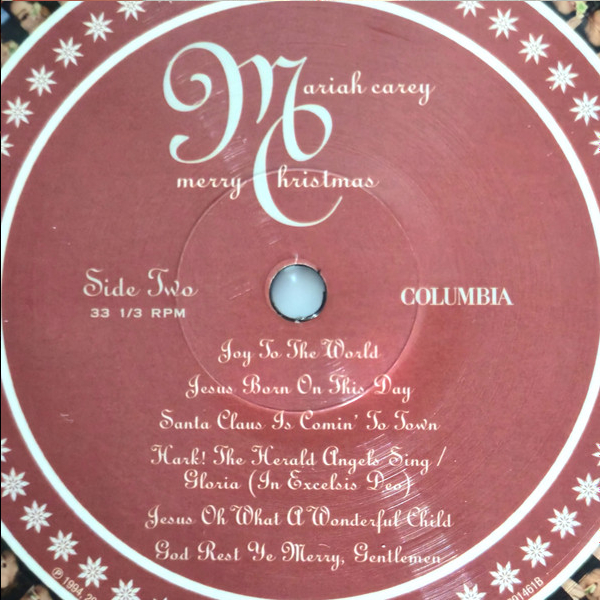 Mariah carey
merry Christmas
Side Two
33 1/3 RPM
COLUMBIA
Joy To The World
Jesus Born On This Day
Santa Claus Is Comin' To Town
Hark! The Herald Angels Sing /
Gloria (In Excelsis Deo)
Jesus Oh What A Wonderful Child
God Rest Ye Merry, Gentlemen
℗ 1994,